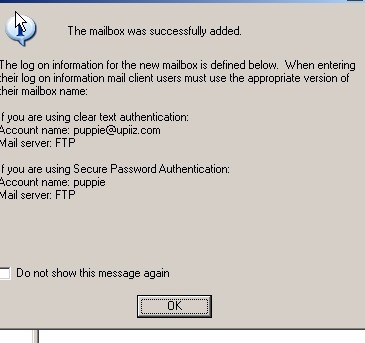 The mailbox was successfully added.
The log on information for the new mailbox is defined below.  When entering
their log on information mail client users must use the appropriate version of
their mailbox name:
If you are using clear text authentication:
Account name: puppie@upiiz.com
Mail server: FTP
If you are using Secure Password Authentication:
Account name: puppie
Mail server: FTP
Do not show this message again
OK